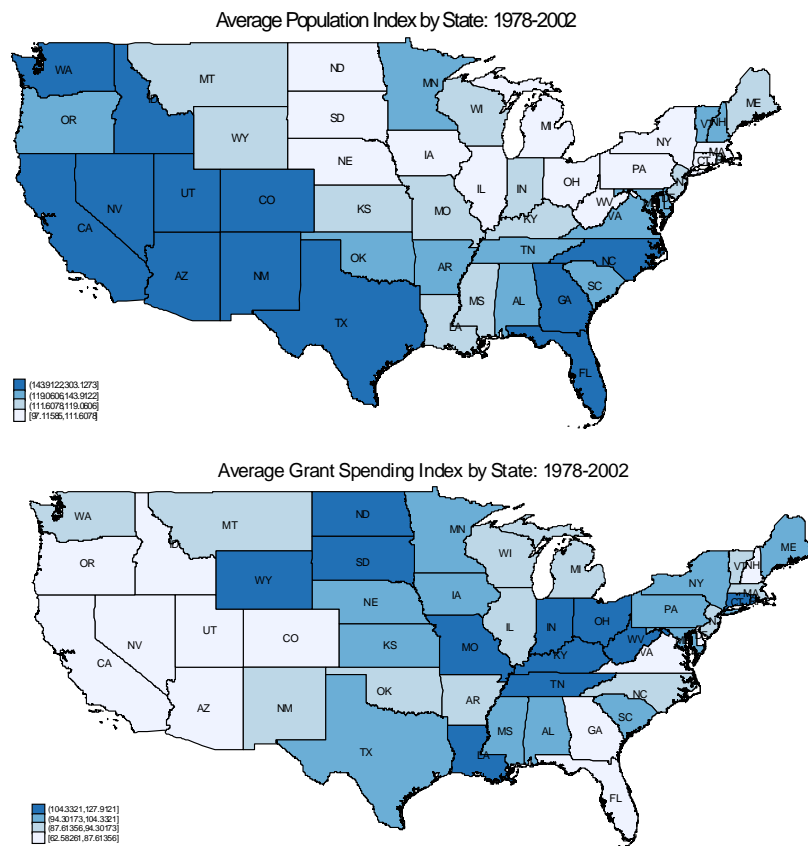 Average Population Index by State: 1978-2002
WA
MT
ND
MN
ME
OR
ID
WY
SD
WI
MI
VT
NH
NY
MA
CT
NE
IA
PA
NV
UT
CO
IL
IN
OH
WV
CA
KS
MO
KY
VA
AZ
NM
OK
AR
TN
NC
TX
LA
MS
AL
GA
SC
FL
(143.9122,303.1273]
(119.0606,143.9122]
(111.6078,119.0606]
[97.11585,111.6078]
Average Grant Spending Index by State: 1978-2002
WA
MT
ND
MN
ME
OR
WY
SD
WI
MI
VT
NH
NY
MA
CT
NE
IA
PA
NV
UT
CO
IL
IN
OH
WV
CA
KS
MO
KY
VA
AZ
NM
OK
AR
TN
NC
TX
LA
MS
AL
GA
SC
FL
(104.3321,127.9121]
(94.30173,104.3321]
(87.61356,94.30173]
[62.58261,87.61356]